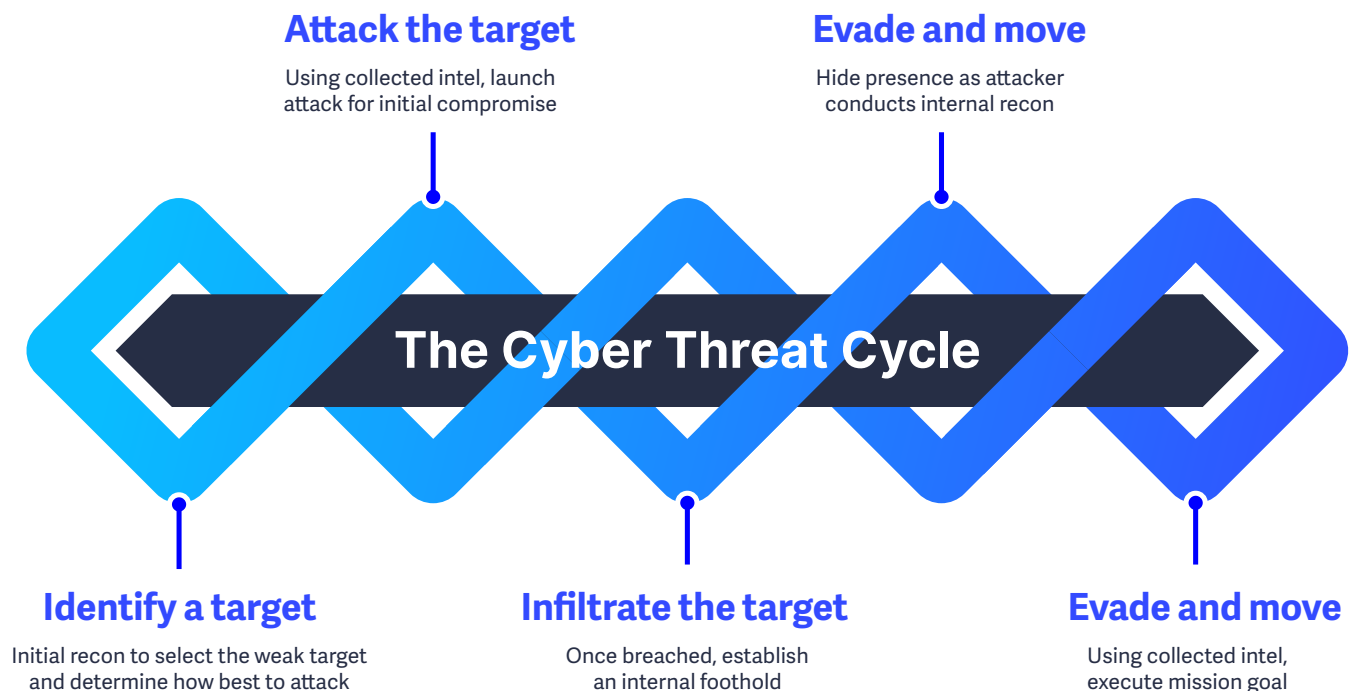 Attack the target
Using collected intel, launch
attack for initial compromise
Evade and move
Hide presence as attacker
conducts internal recon
The Cyber Threat Cycle
Identify a target
Initial recon to select the weak target
and determine how best to attack
Infiltrate the target
Once breached, establish
an internal foothold
Evade and move
Using collected intel,
execute mission goal